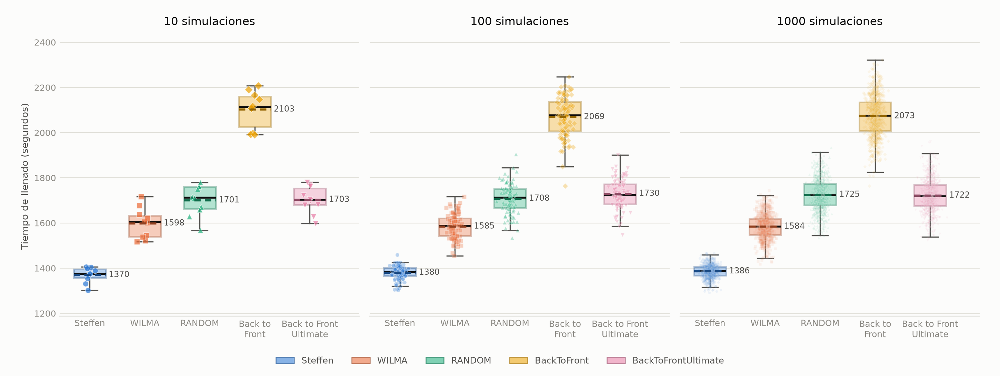 10 simulaciones
100 simulaciones
1000 simulaciones
Tiempo de llenado (segundos)
2400
2200
2000
1800
1600
1400
1200
1370
1598
1701
2103
1703
1380
1585
1708
2069
1730
1386
1584
1725
2073
1722
Steffen
WILMA
RANDOM
Back to
Front
Back to Front
Ultimate
Steffen
WILMA
RANDOM
Back to
Front
Back to Front
Ultimate
Steffen
WILMA
RANDOM
Back to
Front
Back to Front
Ultimate
Steffen
WILMA
RANDOM
BackToFront
BackToFrontUltimate